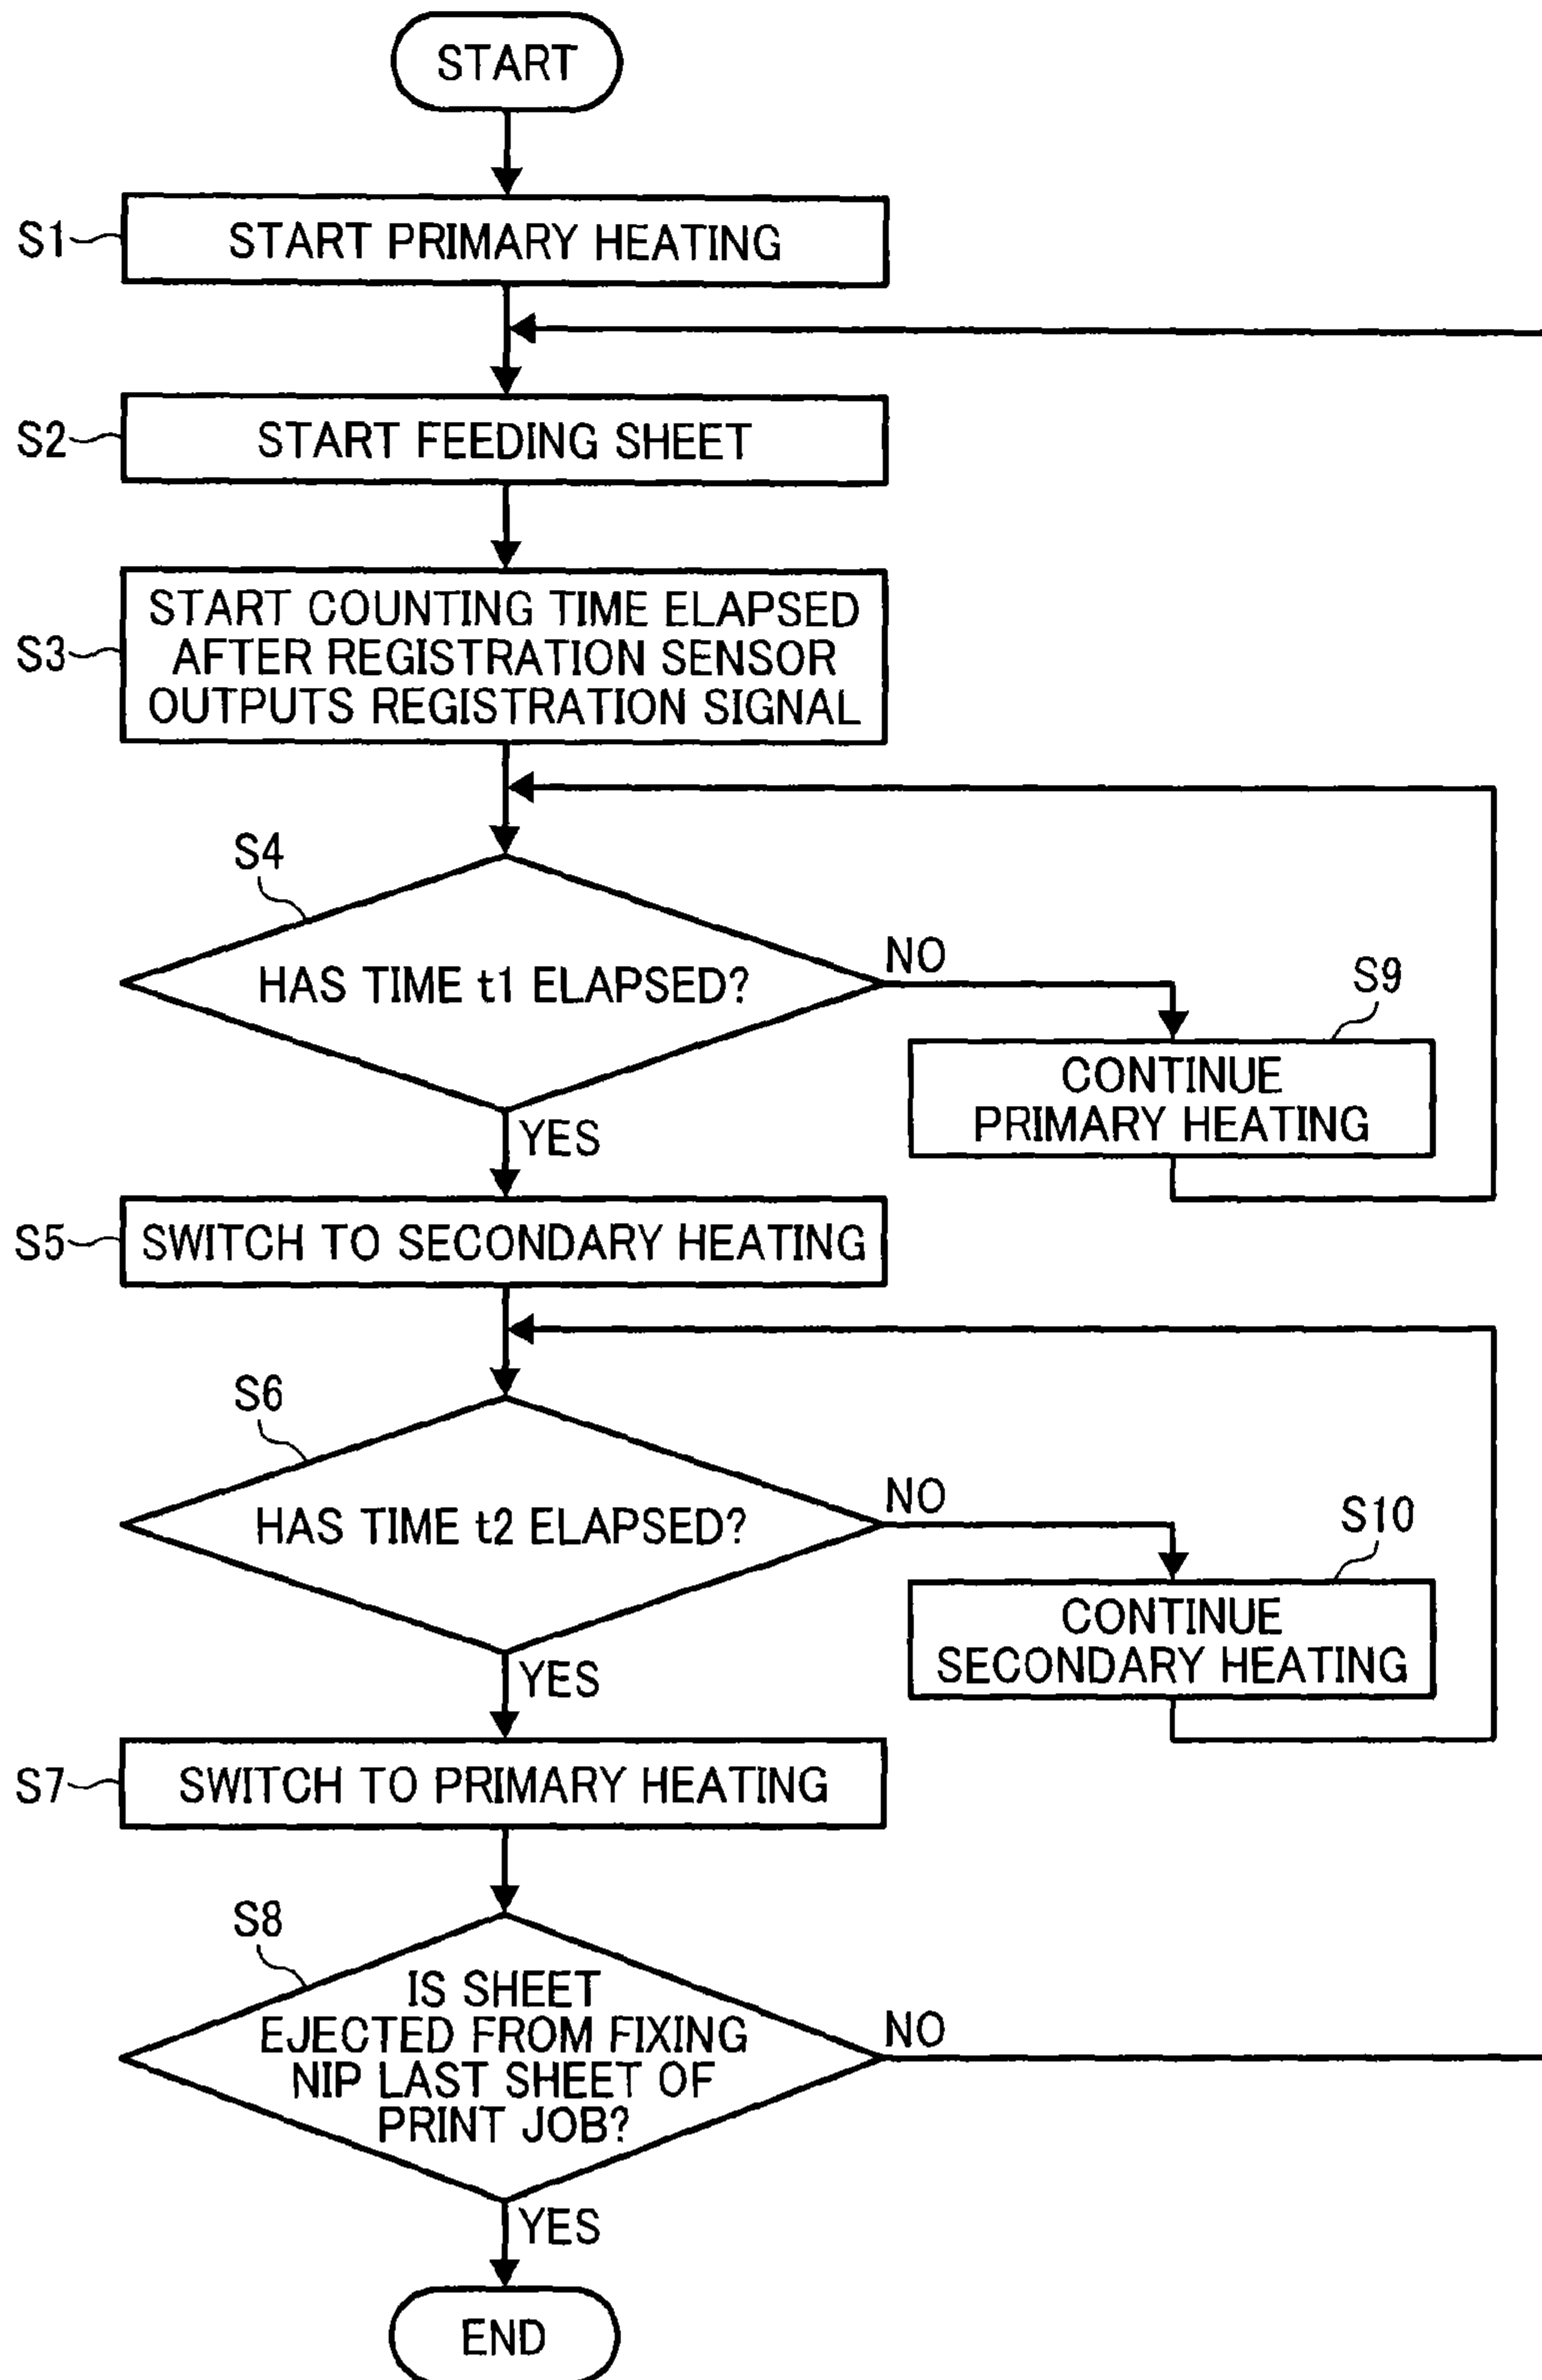 START
S1
START PRIMARY HEATING
S2
START FEEDING SHEET
S3
START COUNTING TIME ELAPSED
AFTER REGISTRATION SENSOR
OUTPUTS REGISTRATION SIGNAL
S4
HAS TIME t1 ELAPSED?
NO
S9
CONTINUE
PRIMARY HEATING
YES
S5
SWITCH TO SECONDARY HEATING
S6
HAS TIME t2 ELAPSED?
NO
S10
CONTINUE
SECONDARY HEATING
YES
S7
SWITCH TO PRIMARY HEATING
S8
IS SHEET
EJECTED FROM FIXING
NIP LAST SHEET OF
PRINT JOB?
NO
YES
END